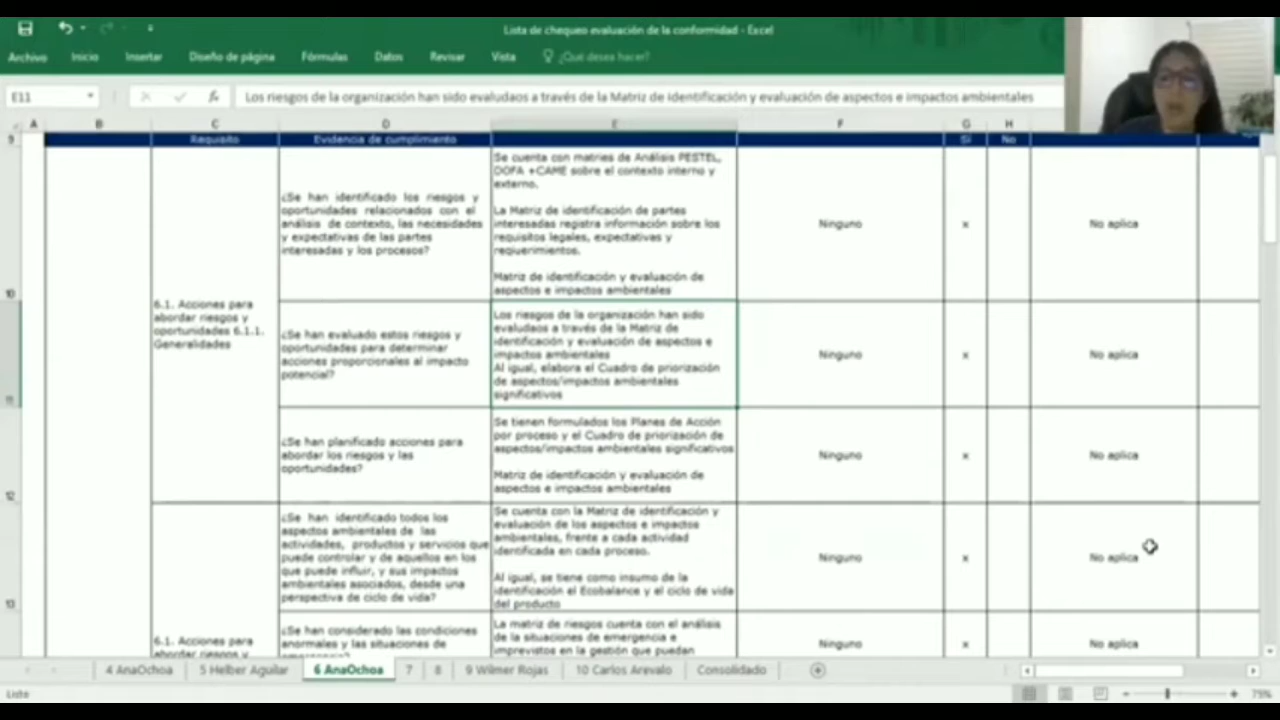 Lista de chequeo evaluación de la conformidad - Excel
Archivo Inicio Insertar Diseño de página Fórmulas Datos Revisar Vista ¿Qué desea hacer?
E11 fx Los riesgos de la organización han sido evaludaos a través de la Matriz de identificación y evaluación de aspectos e impactos ambientales
A B C D E F G H
9 Requisito Evidencia de cumplimiento Si No
¿Se han identificado los riesgos y
oportunidades relacionados con el
análisis de contexto, las necesidades
y expectativas de las partes
interesadas y los procesos?
Se cuenta con matries de Análisis PESTEL,
DOFA +CAME sobre el contexto interno y
externo.
La Matriz de identificación de partes
interesadas registra información sobre los
requisitos legales, expectativas y
reqiuerimientos.
Matriz de identificación y evaluación de
aspectos e impactos ambientales
Ninguno x No aplica
10
6.1. Acciones para
abordar riesgos y
oportunidades 6.1.1.
Generalidades
¿Se han evaluado estos riesgos y
oportunidades para determinar
acciones proporcionales al impacto
potencial?
Los riesgos de la organización han sido
evaludaos a través de la Matriz de
identificación y evaluación de aspectos e
impactos ambientales
Al igual, elabora el Cuadro de priorización
de aspectos/impactos ambientales
significativos
Ninguno x No aplica
11
¿Se han planificado acciones para
abordar los riesgos y las
oportunidades?
Se tienen formulados los Planes de Acción
por proceso y el Cuadro de priorización de
aspectos/impactos ambientales significativos
Matriz de identificación y evaluación de
aspectos e impactos ambientales
Ninguno x No aplica
12
¿Se han identificado todos los
aspectos ambientales de las
actividades, productos y servicios que
puede controlar y de aquellos en los
que puede influir, y sus impactos
ambientales asociados, desde una
perspectiva de ciclo de vida?
Se cuenta con la Matriz de identificación y
evaluación de los aspectos e impactos
ambientales, frente a cada actividad
identificada en cada proceso.
Al igual, se tiene como insumo de la
identificación el Ecobalance y el ciclo de vida
del producto
Ninguno x No aplica
13
6.1. Acciones para
abordar riesgos y
¿Se han considerado las condiciones
anormales y las situaciones de
La matriz de riesgos cuenta con el análisis
de la situaciones de emergencia e
imprevistos en la gestión que puedan
Ninguno x No aplica
4 AnaOchoa 5 Helber Aguilar 6 AnaOchoa 7 8 9 Wilmer Rojas 10 Carlos Arevalo Consolidado
Listo 75%